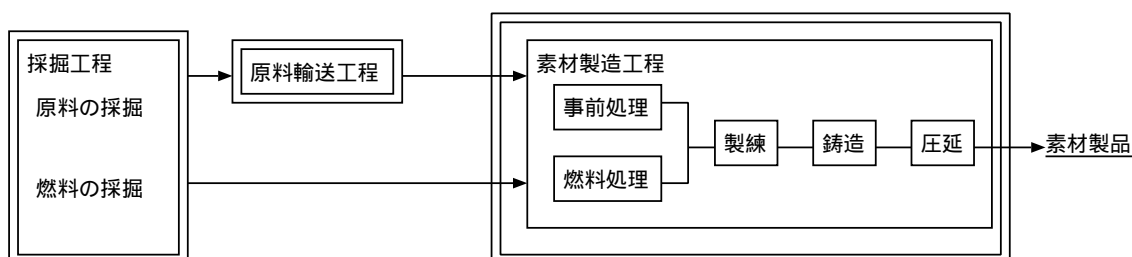 採掘工程
原料の採掘
燃料の採掘
原料輸送工程
素材製造工程
事前処理
燃料処理
製練
鋳造
圧延
素材製品